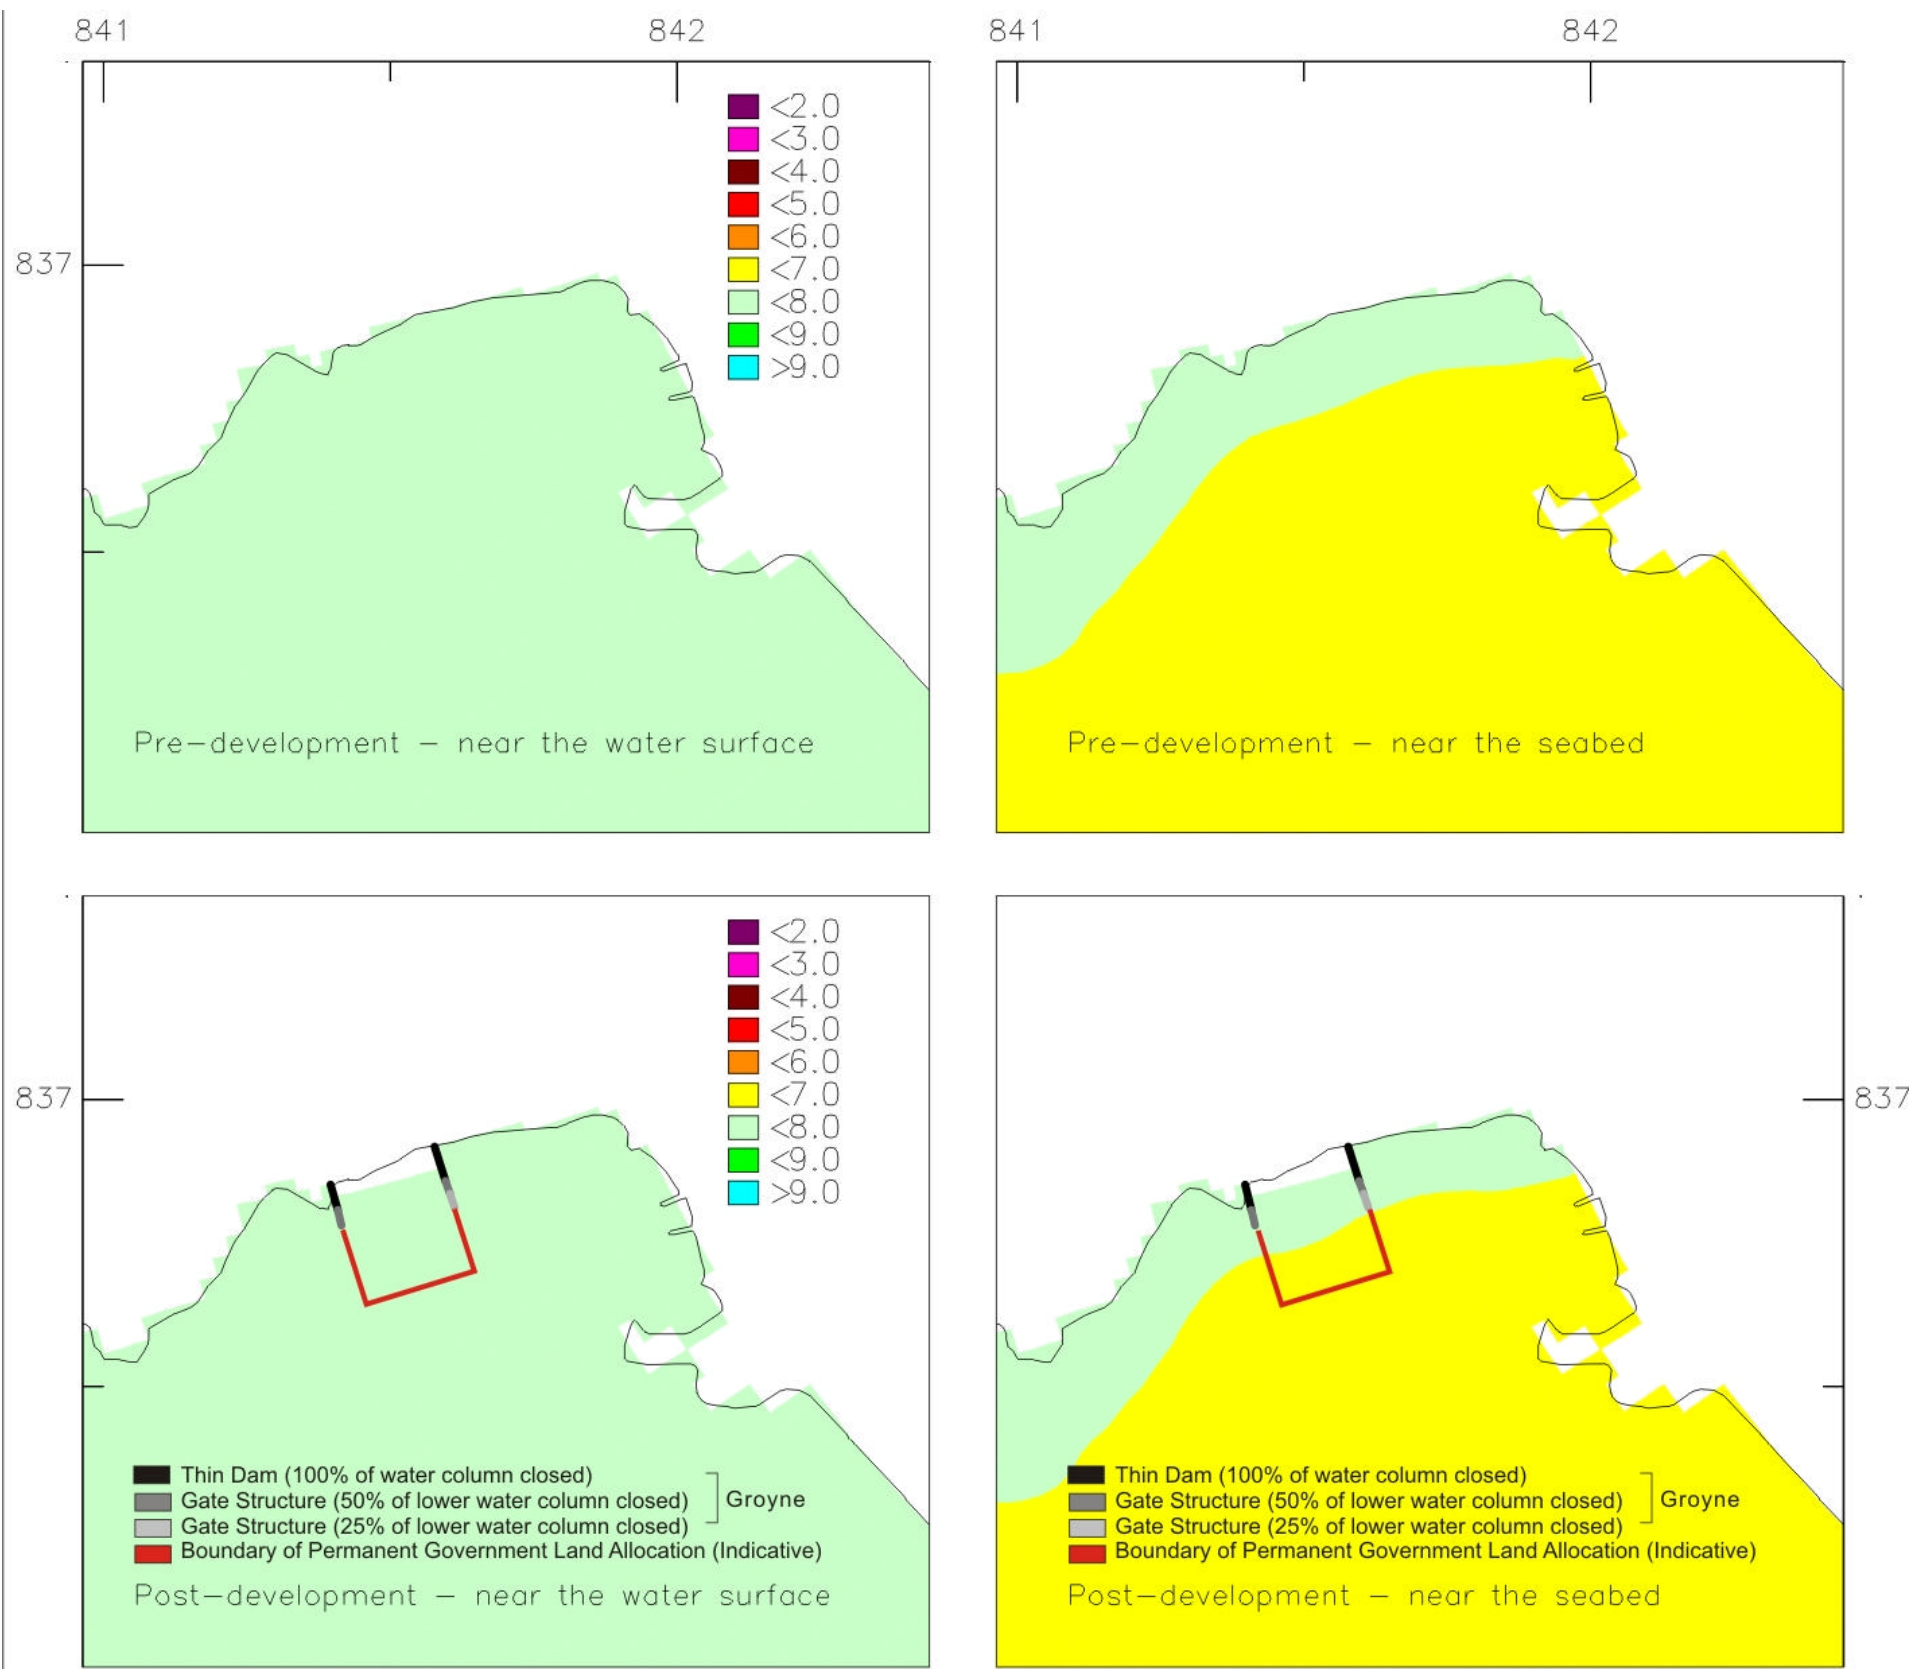 841 842
841 842
<2.0
<3.0
<4.0
<5.0
<6.0
<7.0
<8.0
<9.0
>9.0
837
Pre-development - near the water surface
Pre-development - near the seabed
<2.0
<3.0
<4.0
<5.0
<6.0
<7.0
<8.0
<9.0
>9.0
837
837
Thin Dam (100% of water column closed)
Gate Structure (50% of lower water column closed)
Groyne
Gate Structure (25% of lower water column closed)
Boundary of Permanent Government Land Allocation (Indicative)
Post-development - near the water surface
Thin Dam (100% of water column closed)
Gate Structure (50% of lower water column closed)
Groyne
Gate Structure (25% of lower water column closed)
Boundary of Permanent Government Land Allocation (Indicative)
Post-development - near the seabed